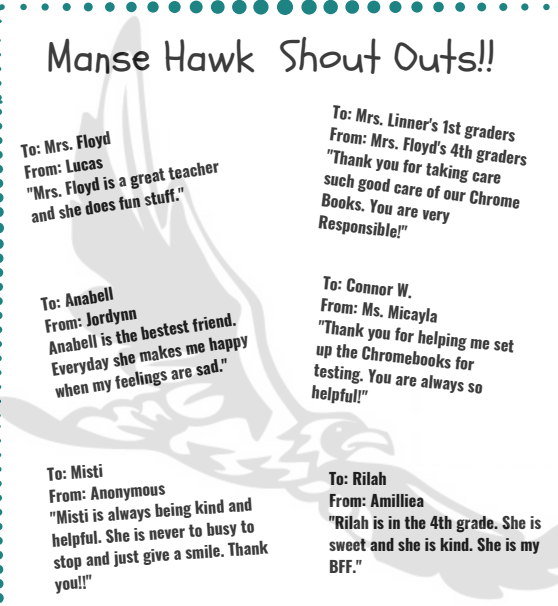 Manse Hawk Shout Outs!!
To: Mrs. Floyd
From: Lucas
"Mrs. Floyd is a great teacher
and she does fun stuff."
To: Mrs. Linner's 1st graders
From: Mrs. Floyd's 4th graders
"Thank you for taking care
such good care of our Chrome
Books. You are very
Responsible!"
To: Anabell
From: Jordynn
Anabell is the bestest friend.
Everyday she makes me happy
when my feelings are sad."
To: Connor W.
From: Ms. Micayla
"Thank you for helping me set
up the Chromebooks for
testing. You are always so
helpful!"
To: Misti
From: Anonymous
"Misti is always being kind and
helpful. She is never to busy to
stop and just give a smile. Thank
you!!"
To: Rilah
From: Amilliea
"Rilah is in the 4th grade. She is
sweet and she is kind. She is my
BFF."